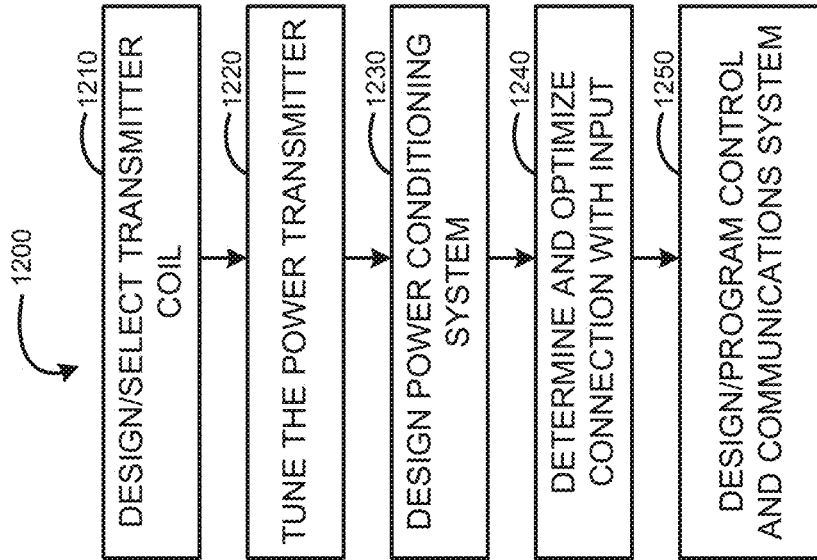 1200
1210
DESIGN/SELECT TRANSMITTER
COIL
1220
TUNE THE POWER TRANSMITTER
1230
DESIGN POWER CONDITIONING
SYSTEM
1240
DETERMINE AND OPTIMIZE
CONNECTION WITH INPUT
1250
DESIGN/PROGRAM CONTROL
AND COMMUNICATIONS SYSTEM